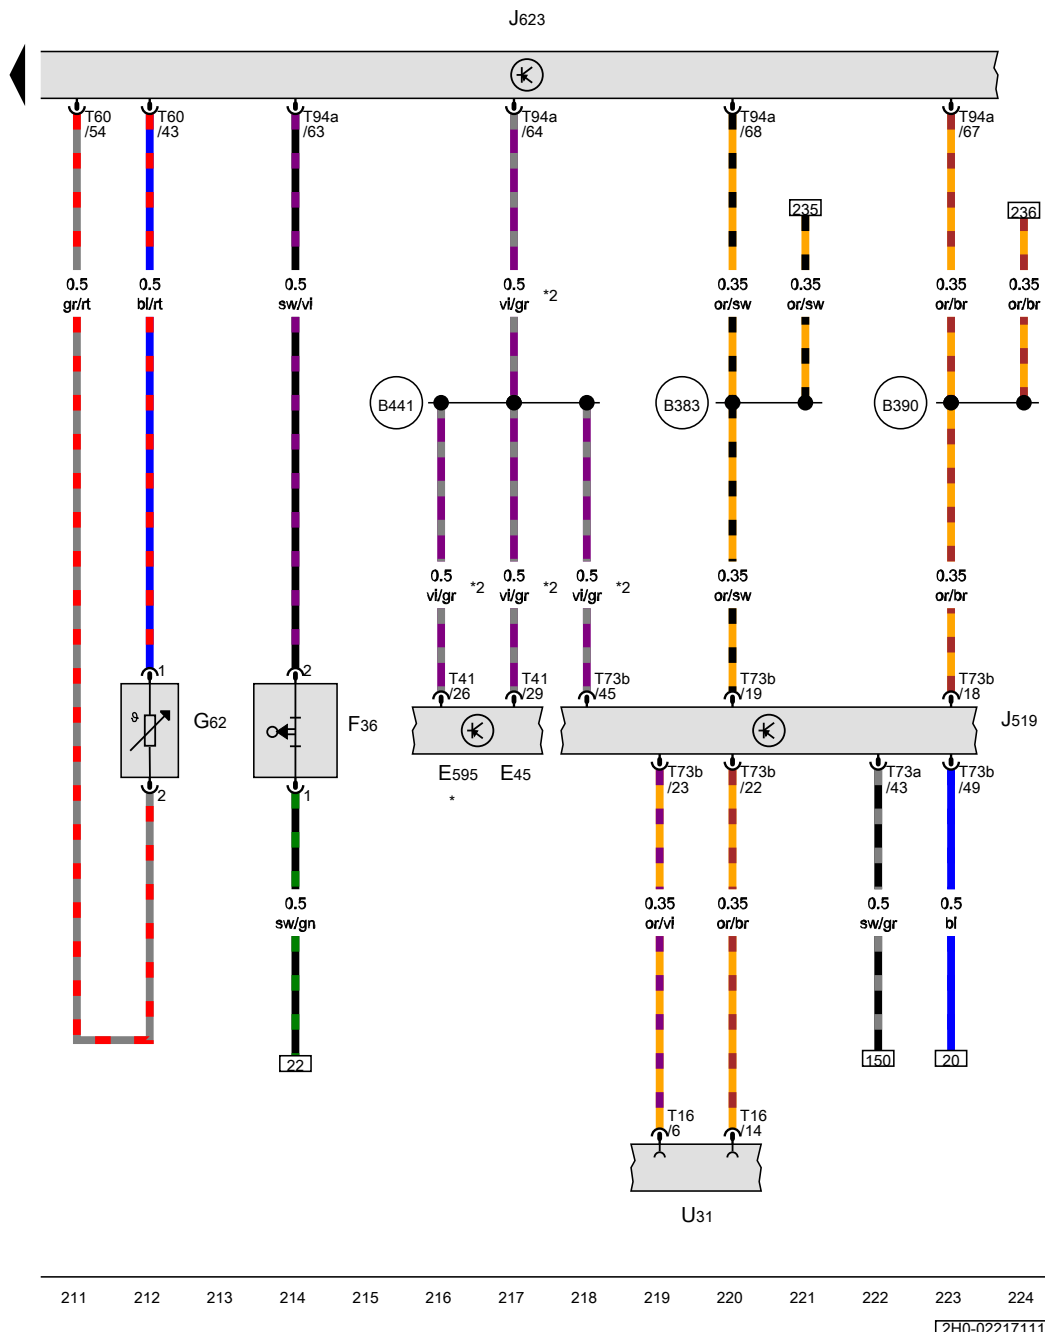 J623
T60 T60 T94a T94a T94a T94a
/54 /43 /63 /64 /68 /67
235 236
0.5 0.5 0.5 0.5 0.35 0.35 0.35 0.35
gr/rt bl/rt sw/vi vi/gr *2 or/sw or/sw or/br or/br
B441 B383 B390
0.5 0.5 0.5 0.35 0.35
vi/gr *2 vi/gr *2 vi/gr *2 or/sw or/br
1 2 T41 T41 T73b T73b T73b
/26 /29 /45 /19 /18
ϑ G62 F36 J519
E595 E45
*
2 1 T73b T73b T73a T73b
/23 /22 /43 /49
0.5 0.35 0.35 0.5 0.5
sw/gn or/vi or/br sw/gr bl
22 150 20
T16 T16
/6 /14
U31
211 212 213 214 215 216 217 218 219 220 221 222 223 224
2H0-02217111